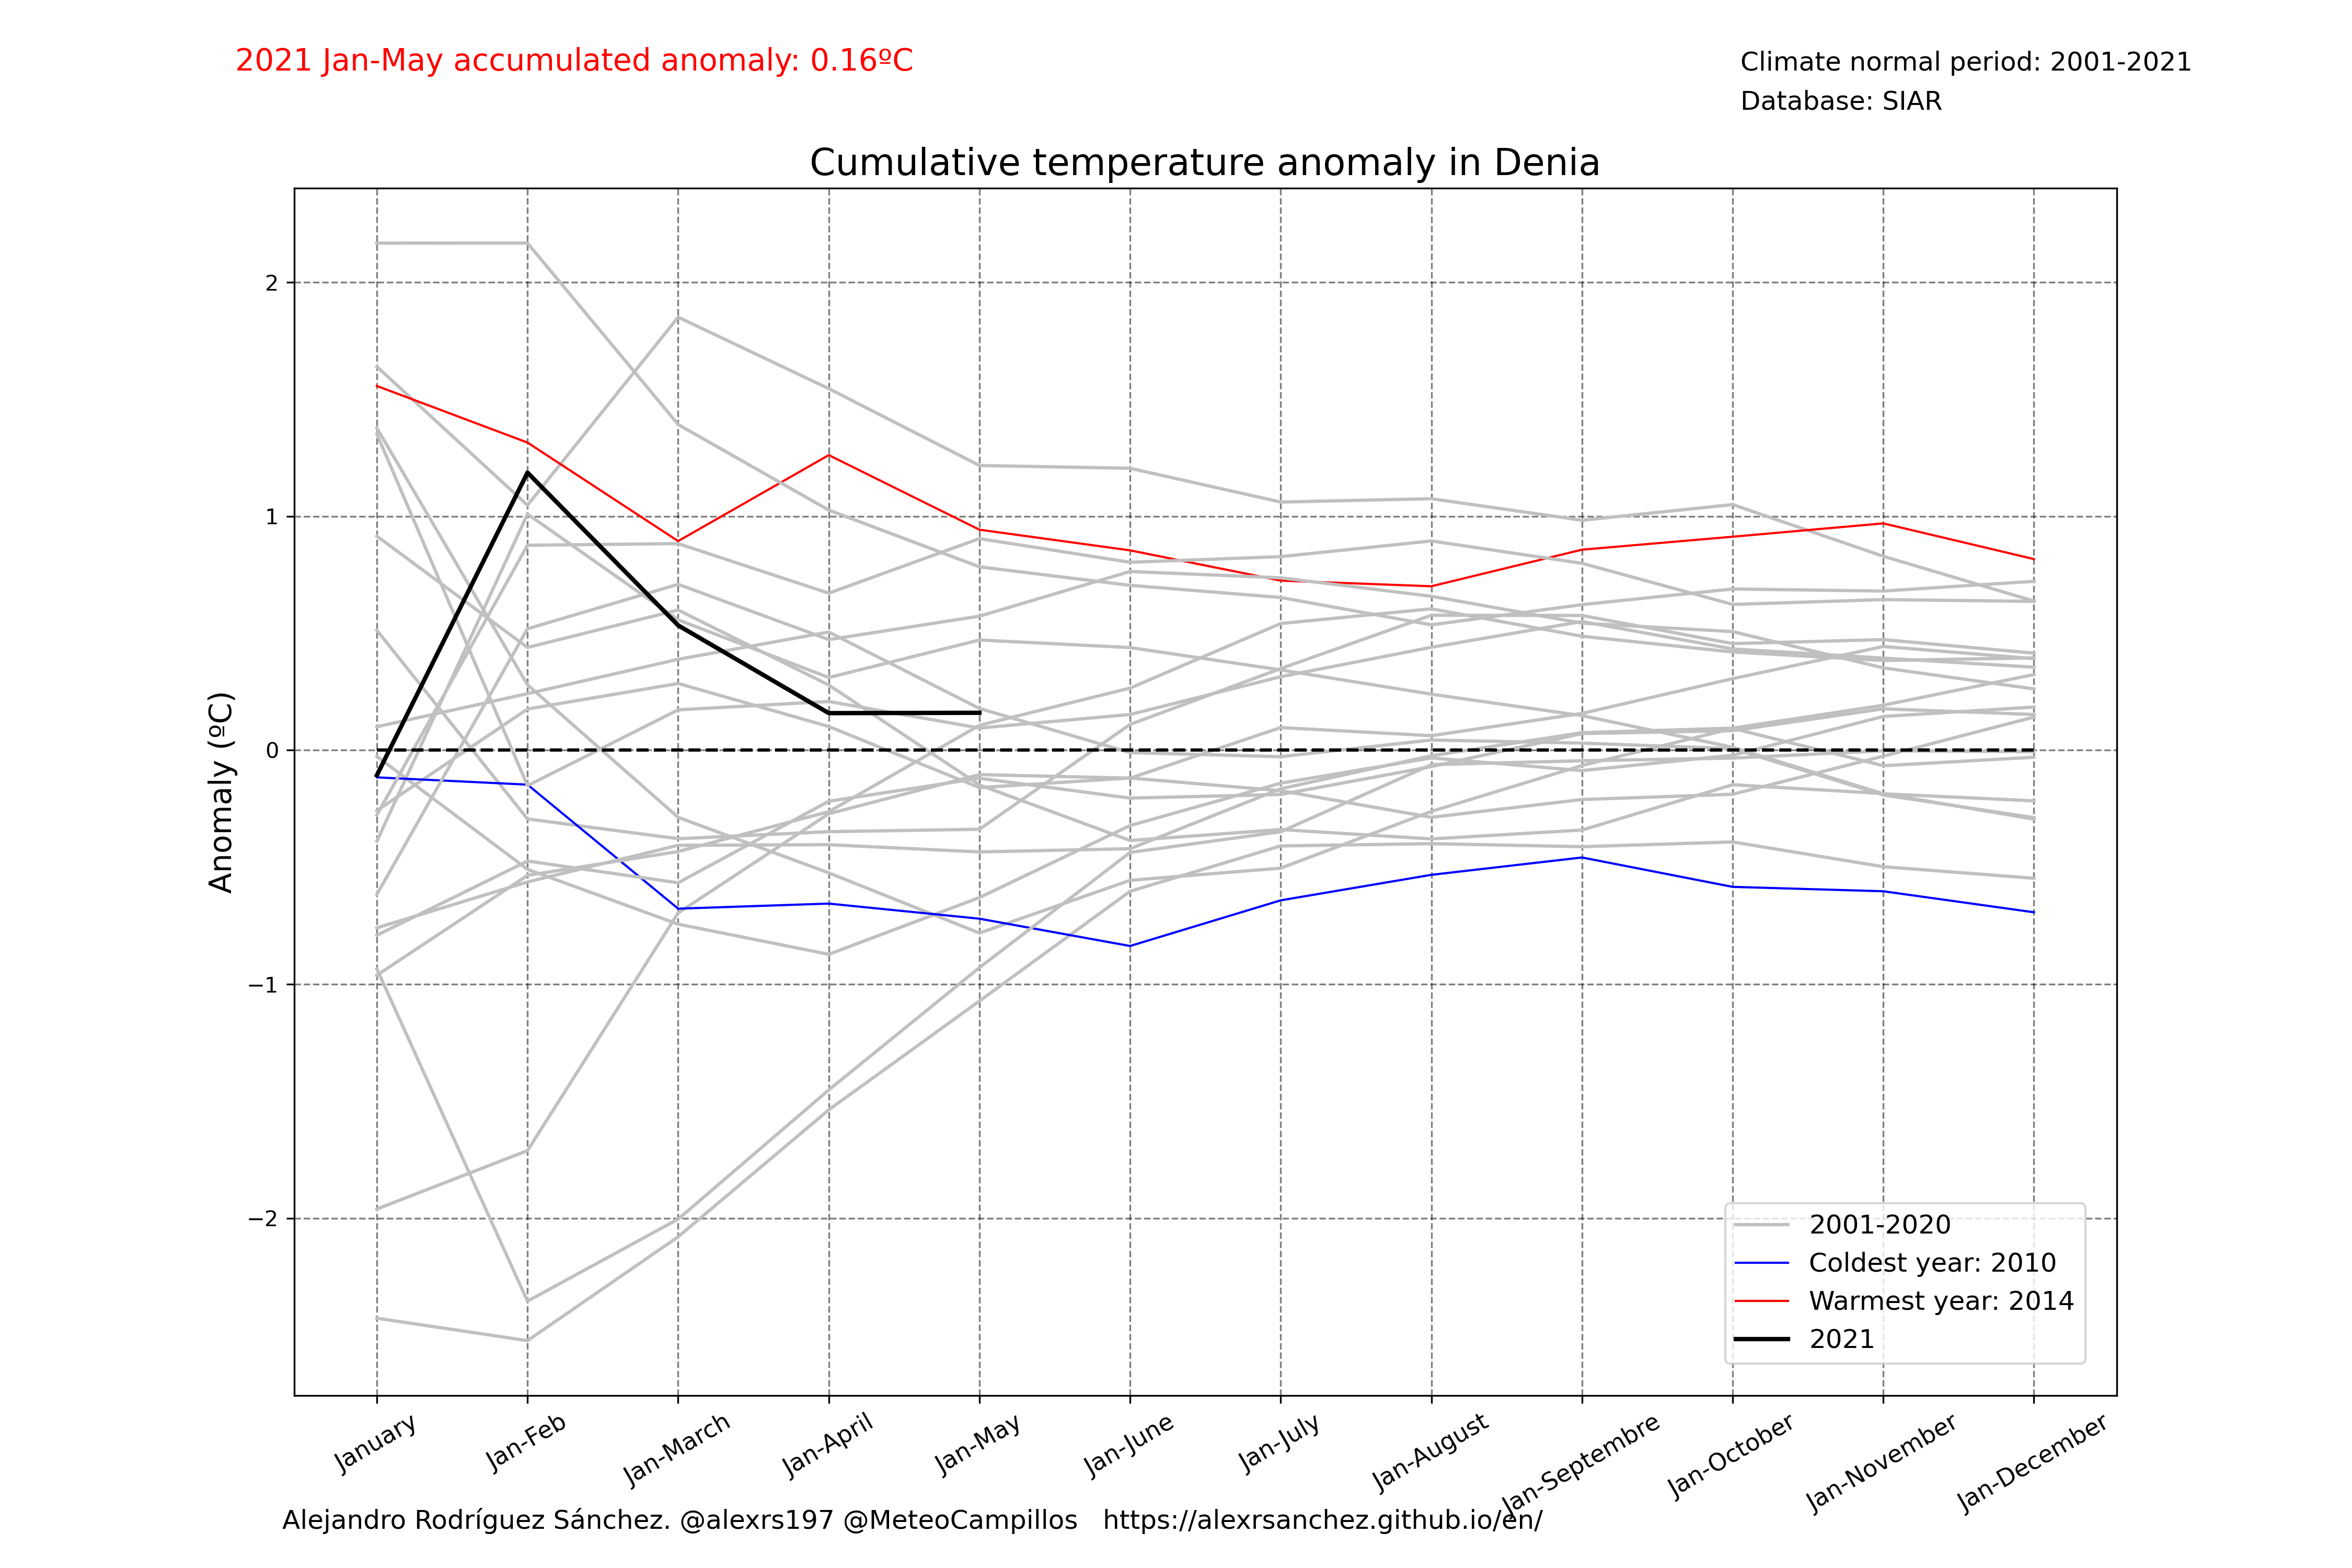 2021 Jan-May accumulated anomaly: 0.16ºC
Climate normal period: 2001-2021
Database: SIAR
Cumulative temperature anomaly in Denia
Anomaly (ºC)
2
1
0
−1
−2
2001-2020
Coldest year: 2010
Warmest year: 2014
2021
January
Jan-Feb
Jan-March
Jan-April
Jan-May
Jan-June
Jan-July
Jan-August
Jan-Septembre
Jan-October
Jan-November
Jan-December
Alejandro Rodríguez Sánchez. @alexrs197 @MeteoCampillos https://alexrsanchez.github.io/en/